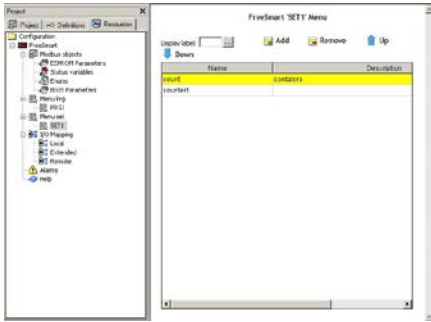 Project
Project Definitions Resources
Configuration
FreeSmart
Modbus objects
EEPROM Parameters
Status variables
Enums
BIOS Parameters
Menu prg
Menu set
SET1
I/O Mapping
Local
Extended
Remote
Alarms
Help
FreeSmart 'SET1' Menu
Display label:
Add
Remove
Up
Down
Name
Description
count
contatore